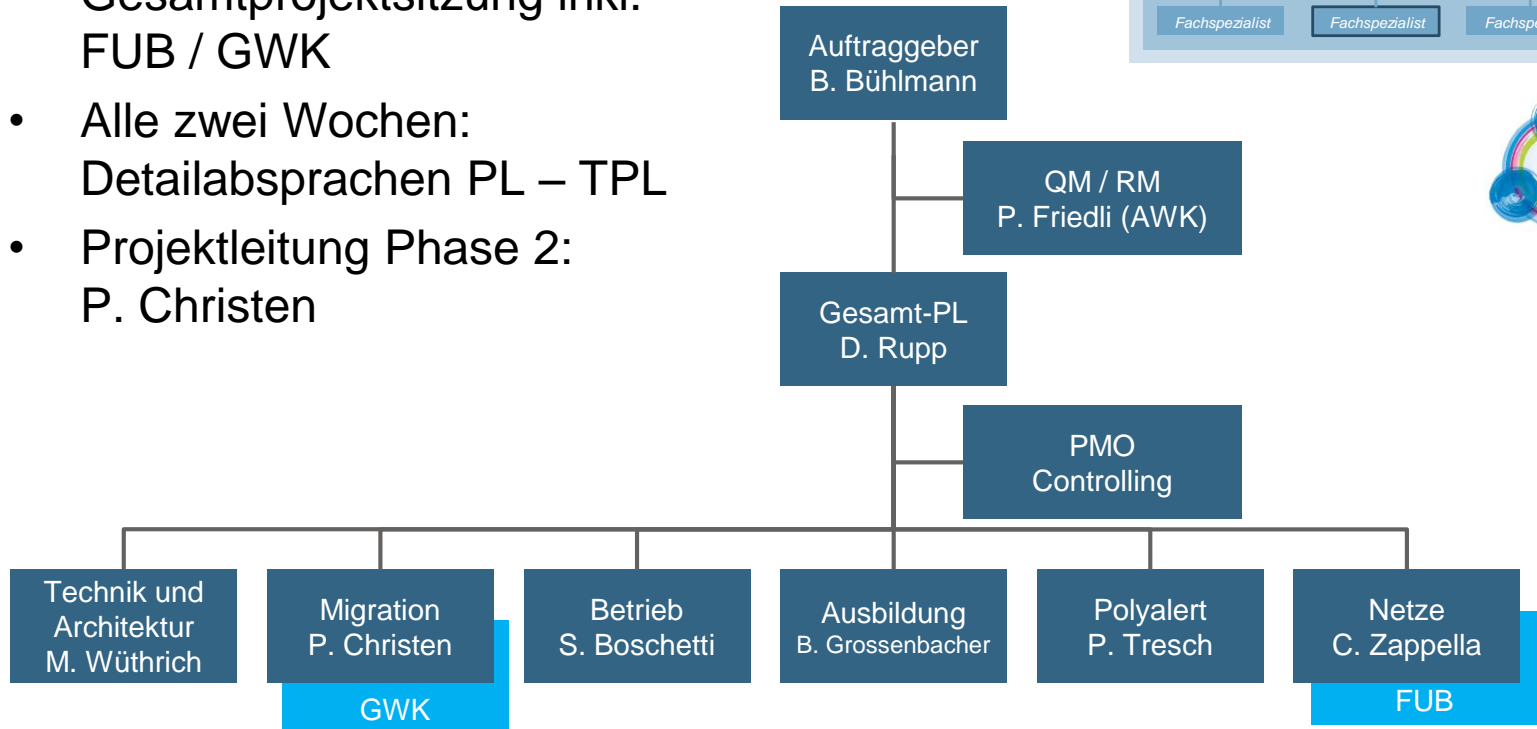 Gesamtprojektsitzung inkl.
FUB / GWK
• Alle zwei Wochen:
Detailabsprachen PL – TPL
• Projektleitung Phase 2:
P. Christen
Fachspezialist
Fachspezialist
Auftraggeber
B. Bühlmann
QM / RM
P. Friedli (AWK)
Gesamt-PL
D. Rupp
PMO
Controlling
Technik und
Architektur
M. Wüthrich
Migration
P. Christen
GWK
Betrieb
S. Boschetti
Ausbildung
B. Grossenbacher
Polyalert
P. Tresch
Netze
C. Zappella
FUB